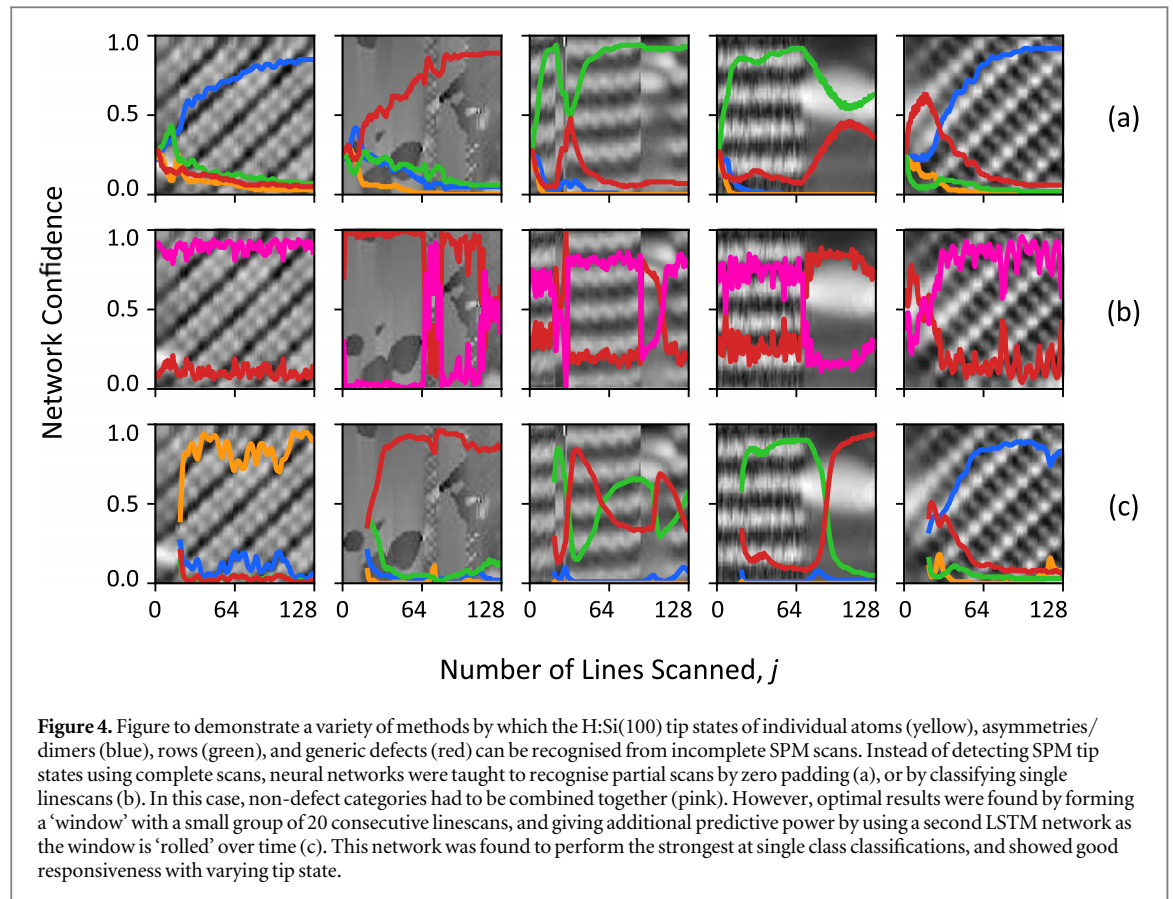 1.0
0.5
0.0
(a)
1.0
0.5
0.0
(b)
1.0
0.5
0.0
(c)
0 64 128 0 64 128 0 64 128 0 64 128 0 64 128
Network Confidence
Number of Lines Scanned, j
Figure 4. Figure to demonstrate a variety of methods by which the H:Si(100) tip states of individual atoms (yellow), asymmetries/
dimers (blue), rows (green), and generic defects (red) can be recognised from incomplete SPM scans. Instead of detecting SPM tip
states using complete scans, neural networks were taught to recognise partial scans by zero padding (a), or by classifying single
linescans (b). In this case, non-defect categories had to be combined together (pink). However, optimal results were found by forming
a ‘window’ with a small group of 20 consecutive linescans, and giving additional predictive power by using a second LSTM network as
the window is ‘rolled’ over time (c). This network was found to perform the strongest at single class classifications, and showed good
responsiveness with varying tip state.